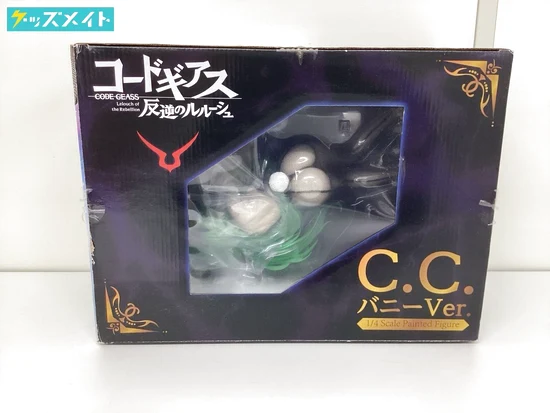 グッズメイト
コードギアス
CODE GEASS
Lelouch of
the Rebellion
反逆のルルーシュ
C.C.
バニーVer.
1/4 Scale Painted Figure